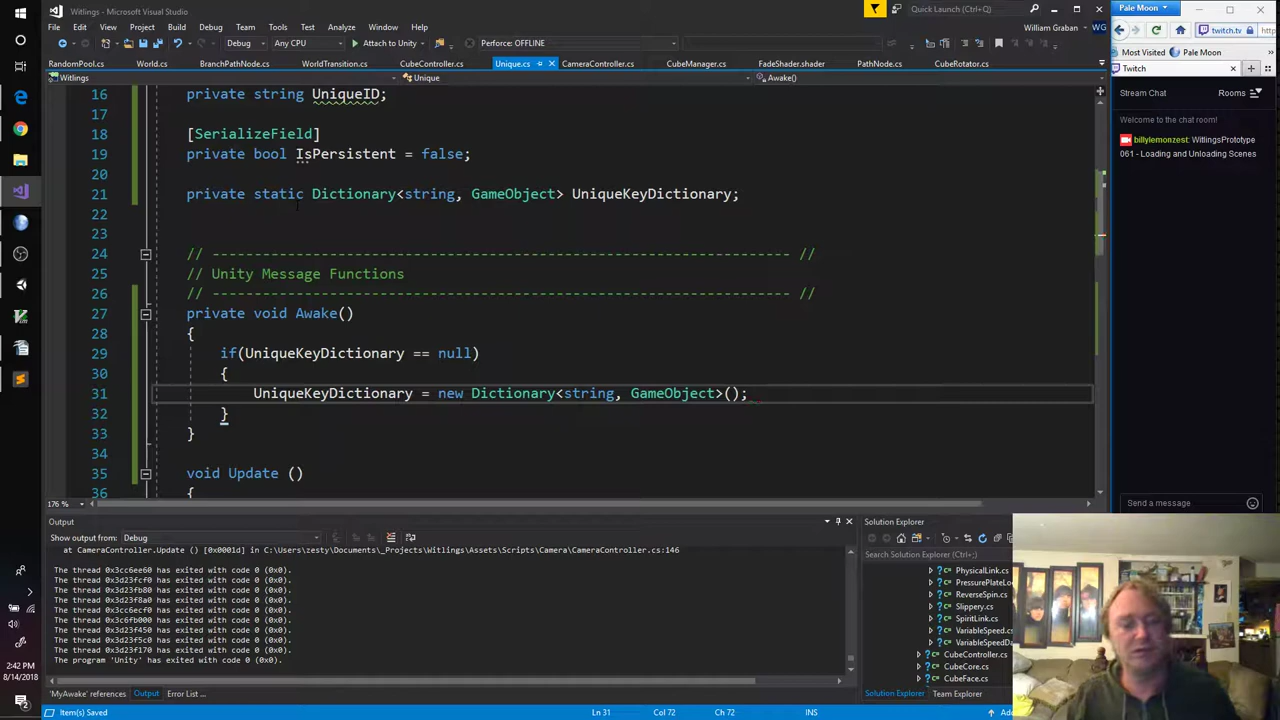 Witlings - Microsoft Visual Studio
Quick Launch (Ctrl+Q)
File Edit View Project Build Debug Team Tools Test Analyze Window Help
William Graban
WG
Debug Any CPU Attach to Unity Perforce: OFFLINE
RandomPool.cs World.cs BranchPathNode.cs WorldTransition.cs CubeController.cs Unique.cs CameraController.cs CubeManager.cs FadeShader.shader PathNode.cs CubeRotator.cs
Witlings Unique Awake()
16 private string UniqueID;
17
18 [SerializeField]
19 private bool IsPersistent = false;
20
21 private static Dictionary<string, GameObject> UniqueKeyDictionary;
22
23
24 // --------------------------------------------------------------------- //
25 // Unity Message Functions
26 // --------------------------------------------------------------------- //
27 private void Awake()
28 {
29 if(UniqueKeyDictionary == null)
30 {
31 UniqueKeyDictionary = new Dictionary<string, GameObject>();
32 }
33 }
34
35 void Update ()
36 {
176 %
Output
Show output from: Debug
at CameraController.Update () [0x0001d] in C:\Users\zesty\Documents\_Projects\Witlings\Assets\Scripts\Camera\CameraController.cs:146
The thread 0x3cc6ee60 has exited with code 0 (0x0).
The thread 0x3d23fcf0 has exited with code 0 (0x0).
The thread 0x3d23fb80 has exited with code 0 (0x0).
The thread 0x3d23f8a0 has exited with code 0 (0x0).
The thread 0x3cc6ecf0 has exited with code 0 (0x0).
The thread 0x3c6fb000 has exited with code 0 (0x0).
The thread 0x3d23f450 has exited with code 0 (0x0).
The thread 0x3d23f5c0 has exited with code 0 (0x0).
The thread 0x3d23f170 has exited with code 0 (0x0).
The program 'Unity' has exited with code 0 (0x0).
'MyAwake' references Output Error List ...
Solution Explorer
Search Solution Explorer (Ctrl+;)
PhysicalLink.cs
PressurePlateLo
ReverseSpin.cs
Slippery.cs
SpiritLink.cs
VariableSpeed.c
VariableSpeedDa
CubeController.cs
CubeCore.cs
CubeFace.cs
Solution Explorer Team Explorer
Item(s) Saved Ln 31 Col 72 Ch 72 INS
2:42 PM
8/14/2018
Pale Moon
twitch.tv
Most Visited Pale Moon
Twitch
Stream Chat Rooms
Welcome to the chat room!
billylemonzest: WitlingsPrototype
061 - Loading and Unloading Scenes
Send a message